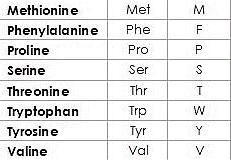 Methionine Met M
Phenylalanine Phe F
Proline Pro P
Serine Ser S
Threonine Thr T
Tryptophan Trp W
Tyrosine Tyr Y
Valine Val V